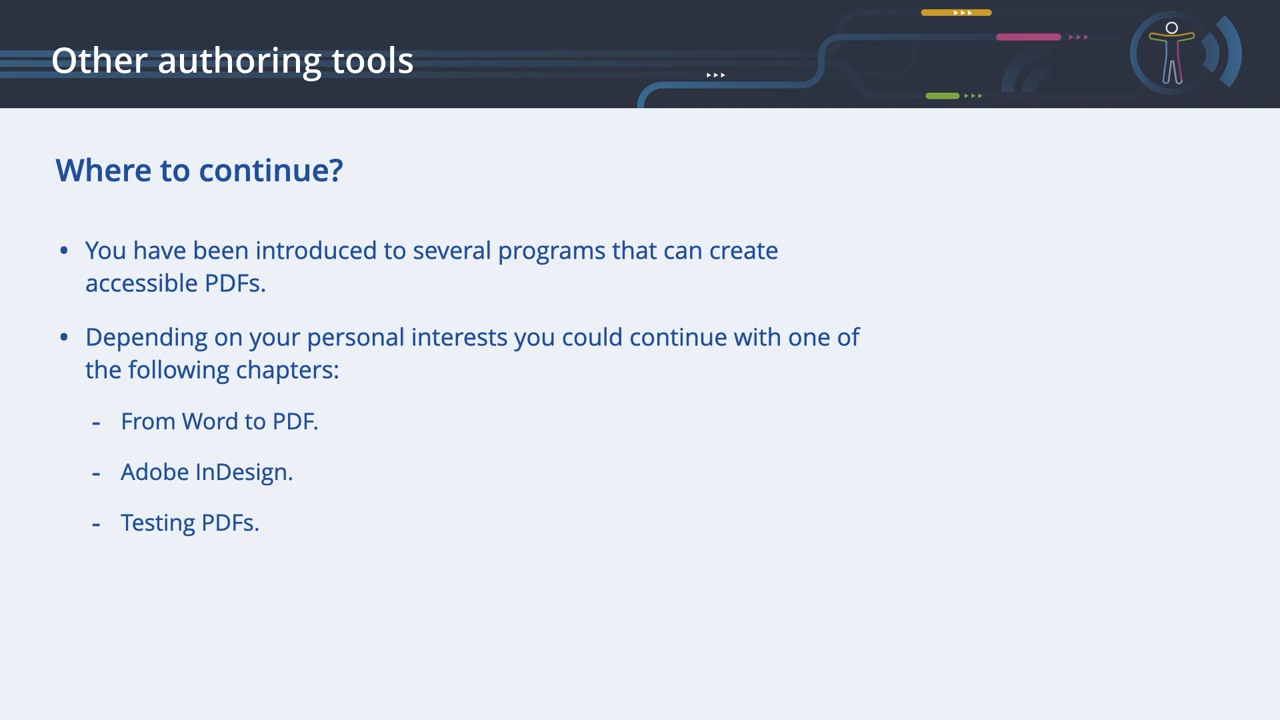 Other authoring tools
Where to continue?
• You have been introduced to several programs that can create
accessible PDFs.
• Depending on your personal interests you could continue with one of
the following chapters:
- From Word to PDF.
- Adobe InDesign.
- Testing PDFs.